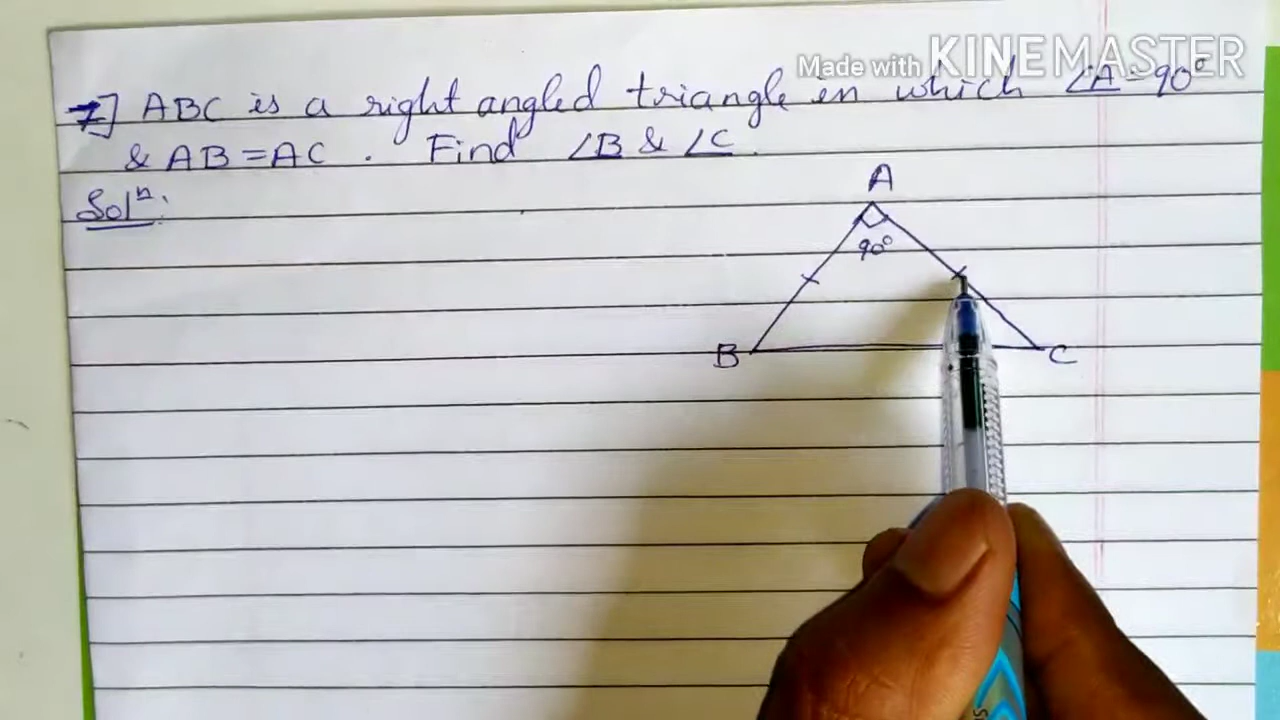 Made with KINEMASTER
7] ABC is a right angled triangle in which ∠A = 90°
& AB = AC . Find ∠B & ∠C.
Solⁿ:
A
90°
B
C